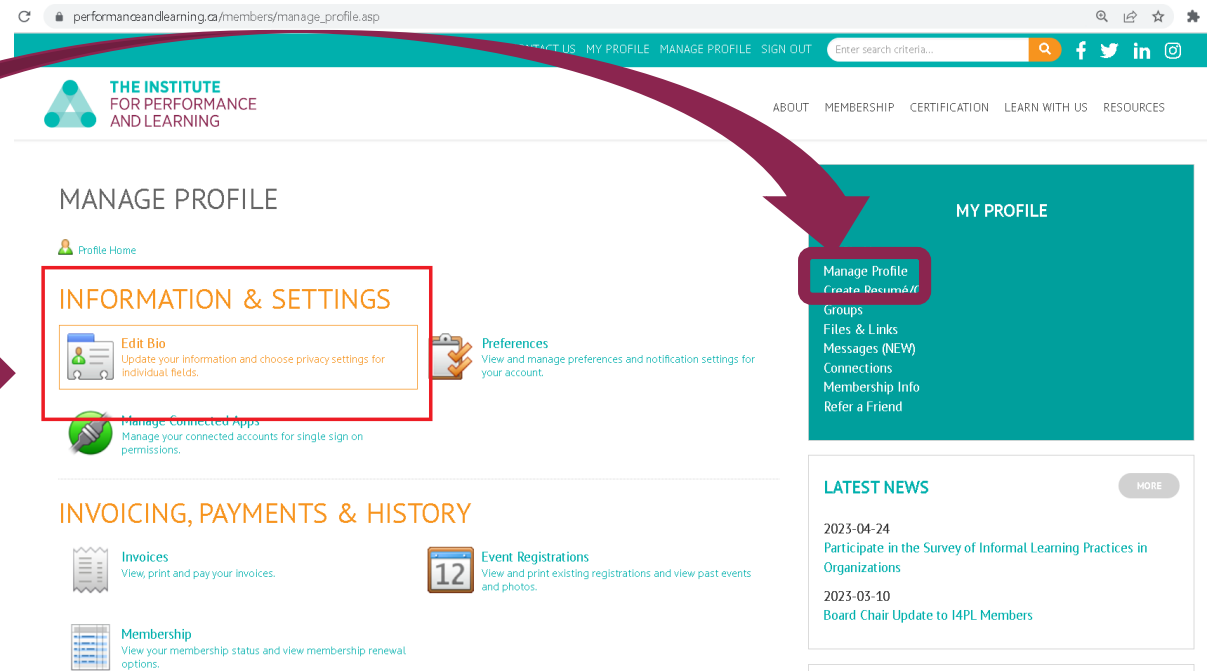 performanceandlearning.ca/members/manage_profile.asp
CONTACT US MY PROFILE MANAGE PROFILE SIGN OUT Enter search criteria...
THE INSTITUTE
FOR PERFORMANCE
AND LEARNING
ABOUT MEMBERSHIP CERTIFICATION LEARN WITH US RESOURCES
MANAGE PROFILE
Profile Home
INFORMATION & SETTINGS
Edit Bio
Update your information and choose privacy settings for
individual fields.
Preferences
View and manage preferences and notification settings for
your account.
Manage Connected Apps
Manage your connected accounts for single sign on
permissions.
INVOICING, PAYMENTS & HISTORY
Invoices
View, print and pay your invoices.
12
Event Registrations
View and print existing registrations and view past events
and photos.
Membership
View your membership status and view membership renewal
options.
MY PROFILE
Manage Profile
Create Resumé/
Groups
Files & Links
Messages (NEW)
Connections
Membership Info
Refer a Friend
LATEST NEWS
MORE
2023-04-24
Participate in the Survey of Informal Learning Practices in
Organizations
2023-03-10
Board Chair Update to I4PL Members